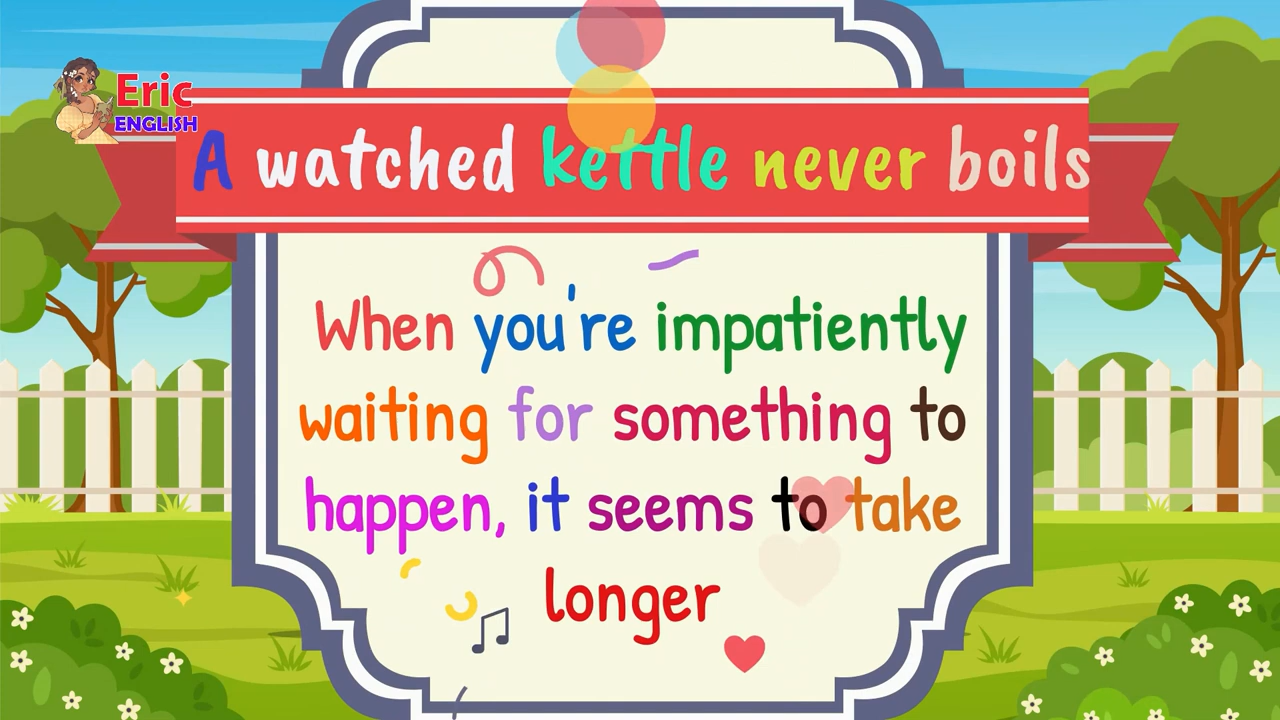 Eric
ENGLISH
A watched kettle never boils
When you're impatiently
waiting for something to
happen, it seems to take
longer